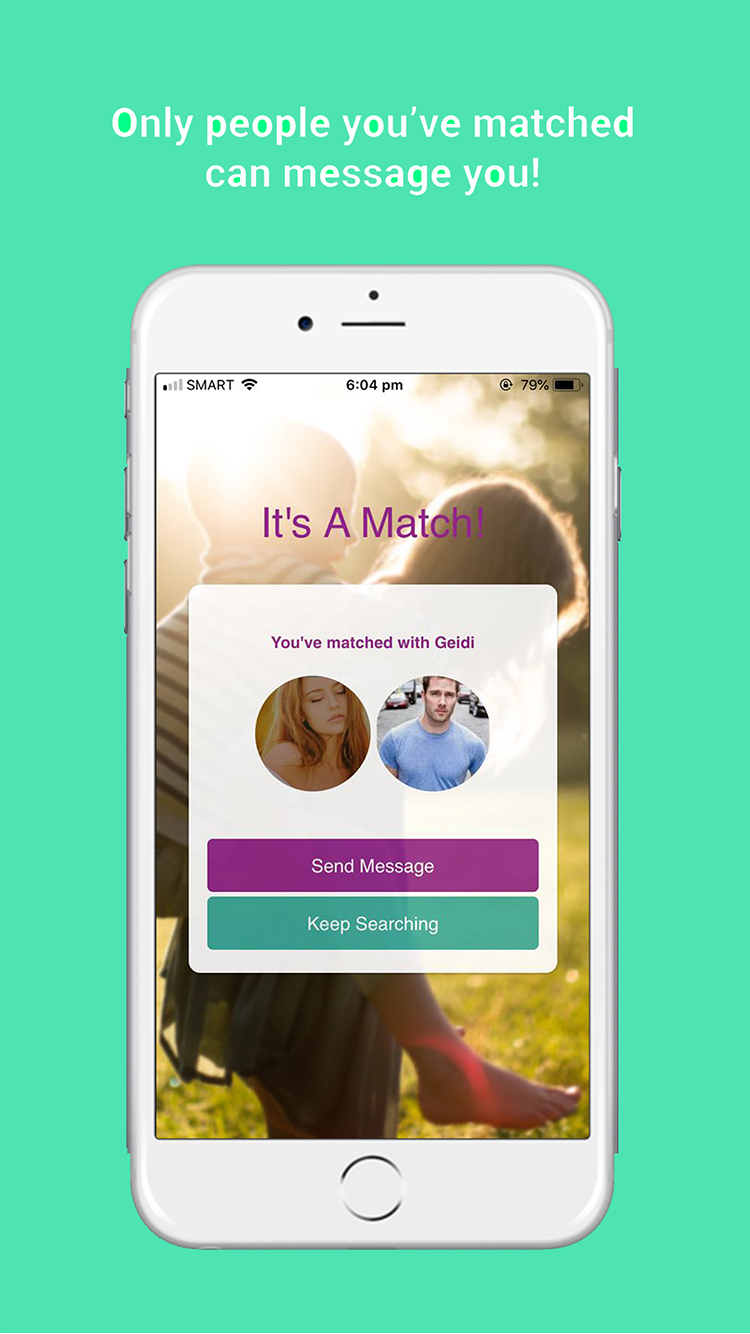 Only people you’ve matched
can message you!
SMART 6:04 pm 79%
It's A Match!
You've matched with Geidi
Send Message
Keep Searching